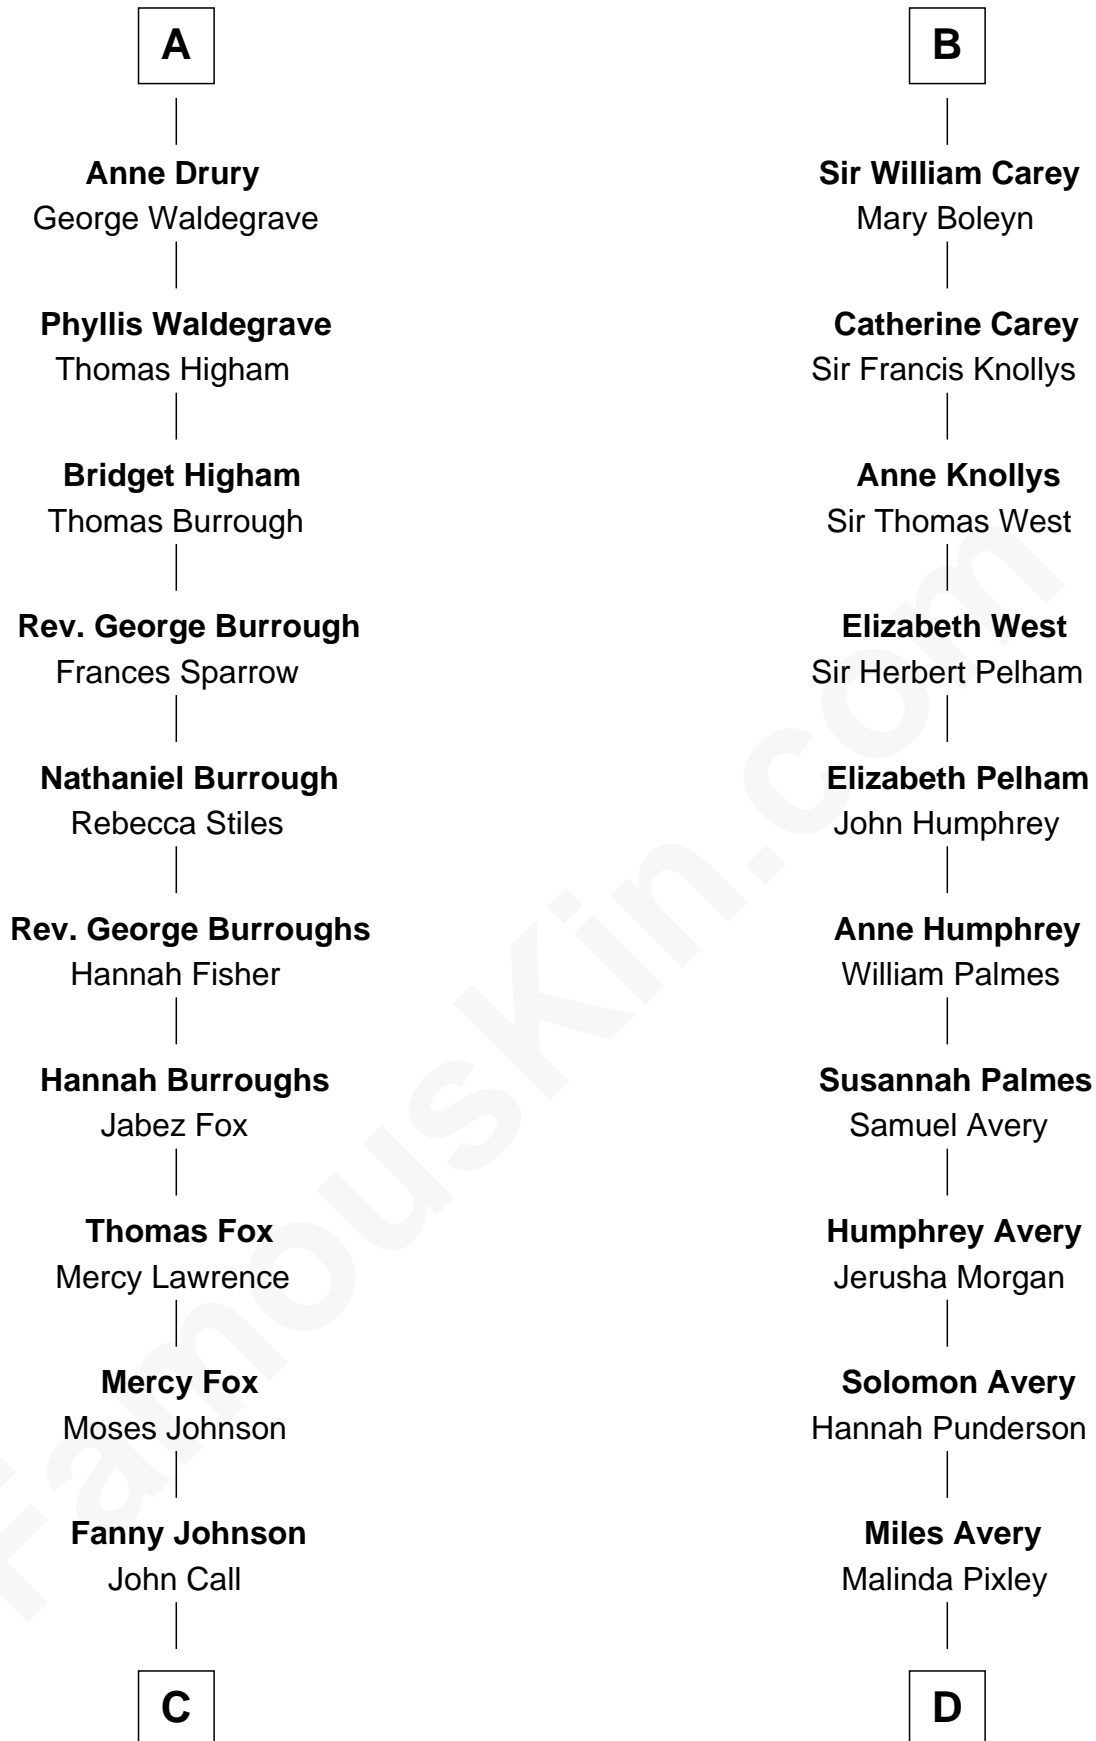 A
Anne Drury
George Waldegrave
Phyllis Waldegrave
Thomas Higham
Bridget Higham
Thomas Burrough
Rev. George Burrough
Frances Sparrow
Nathaniel Burrough
Rebecca Stiles
Rev. George Burroughs
Hannah Fisher
Hannah Burroughs
Jabez Fox
Thomas Fox
Mercy Lawrence
Mercy Fox
Moses Johnson
Fanny Johnson
John Call
C
B
Sir William Carey
Mary Boleyn
Catherine Carey
Sir Francis Knollys
Anne Knollys
Sir Thomas West
Elizabeth West
Sir Herbert Pelham
Elizabeth Pelham
John Humphrey
Anne Humphrey
William Palmes
Susannah Palmes
Samuel Avery
Humphrey Avery
Jerusha Morgan
Solomon Avery
Hannah Punderson
Miles Avery
Malinda Pixley
D
FamousKin.com